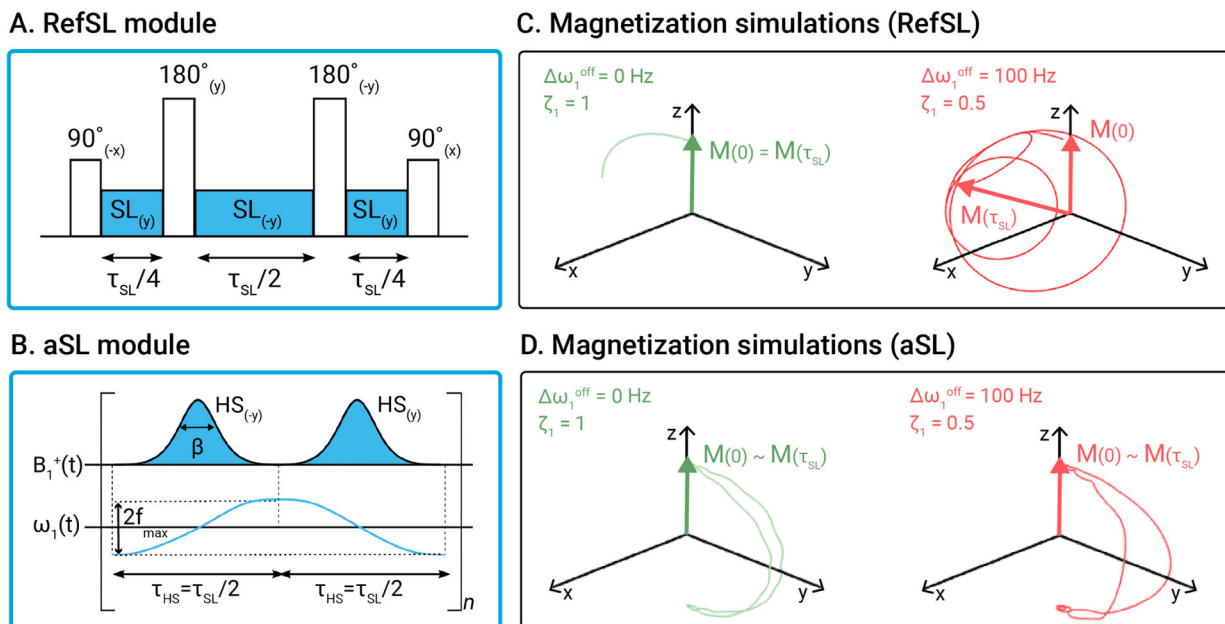 A. RefSL module
180°(y)
180°(-y)
90°(-x)
90°(x)
SL(y)
SL(-y)
SL(y)
τSL/4
τSL/2
τSL/4
B. aSL module
HS(-y)
HS(y)
β
B₁⁺(t)
ω₁(t)
2fmax
τHS=τSL/2
τHS=τSL/2
n
C. Magnetization simulations (RefSL)
Δω₁ᵒᶠᶠ = 0 Hz
ζ₁ = 1
z
M(0) = M(τSL)
x
y
Δω₁ᵒᶠᶠ = 100 Hz
ζ₁ = 0.5
z
M(0)
M(τSL)
x
y
D. Magnetization simulations (aSL)
Δω₁ᵒᶠᶠ = 0 Hz
ζ₁ = 1
z
M(0) ~ M(τSL)
x
y
Δω₁ᵒᶠᶠ = 100 Hz
ζ₁ = 0.5
z
M(0) ~ M(τSL)
x
y